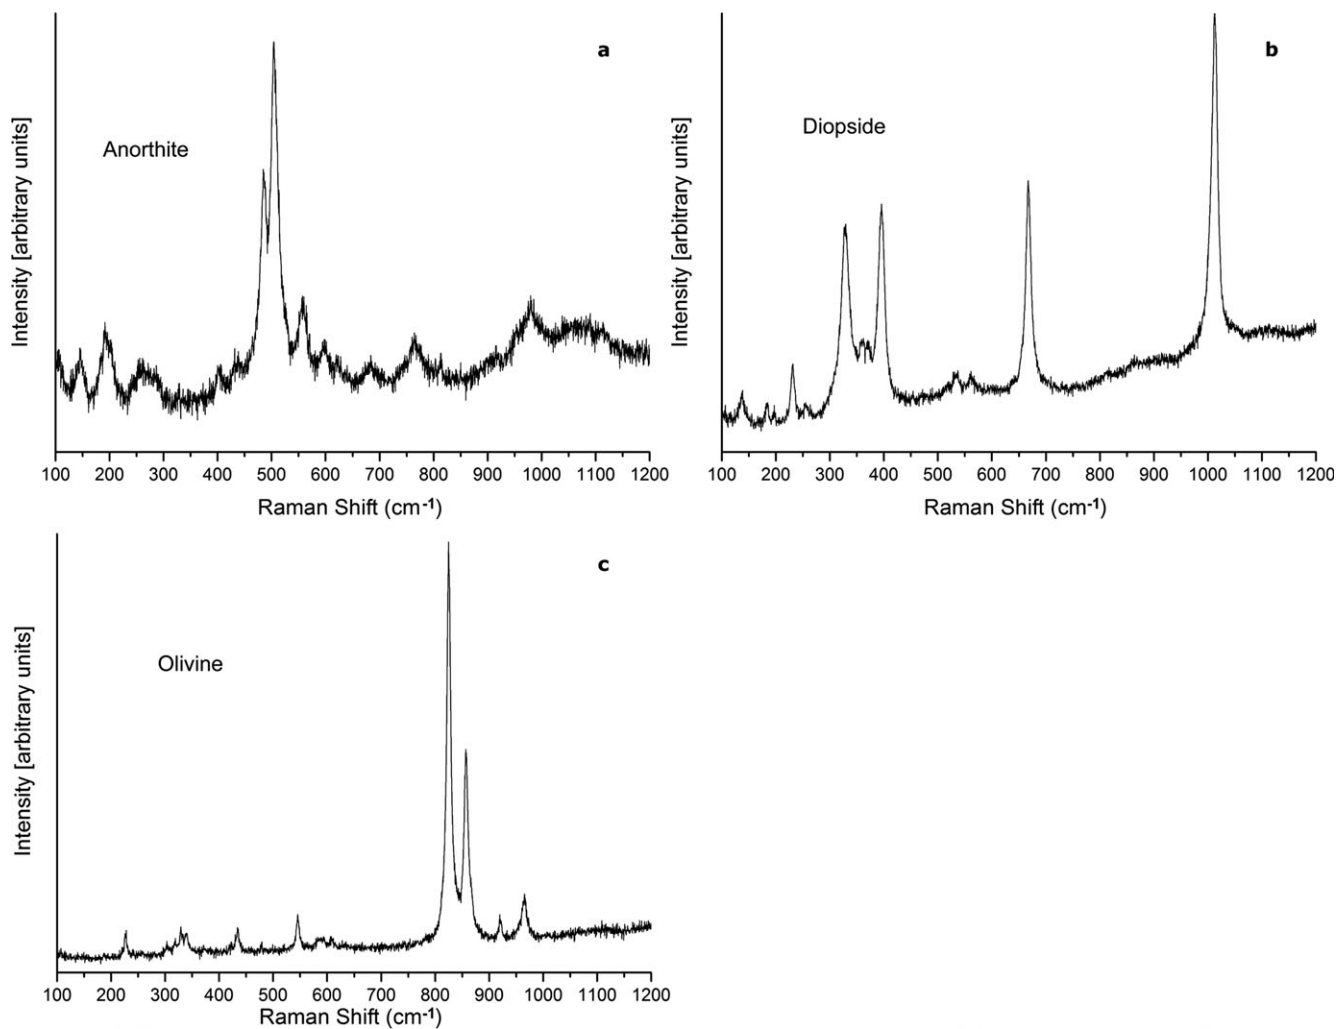 a
Anorthite
Intensity [arbitrary units]
100 200 300 400 500 600 700 800 900 1000 1100 1200
Raman Shift (cm-1)
b
Diopside
Intensity [arbitrary units]
100 200 300 400 500 600 700 800 900 1000 1100 1200
Raman Shift (cm-1)
c
Olivine
Intensity [arbitrary units]
100 200 300 400 500 600 700 800 900 1000 1100 1200
Raman Shift (cm-1)